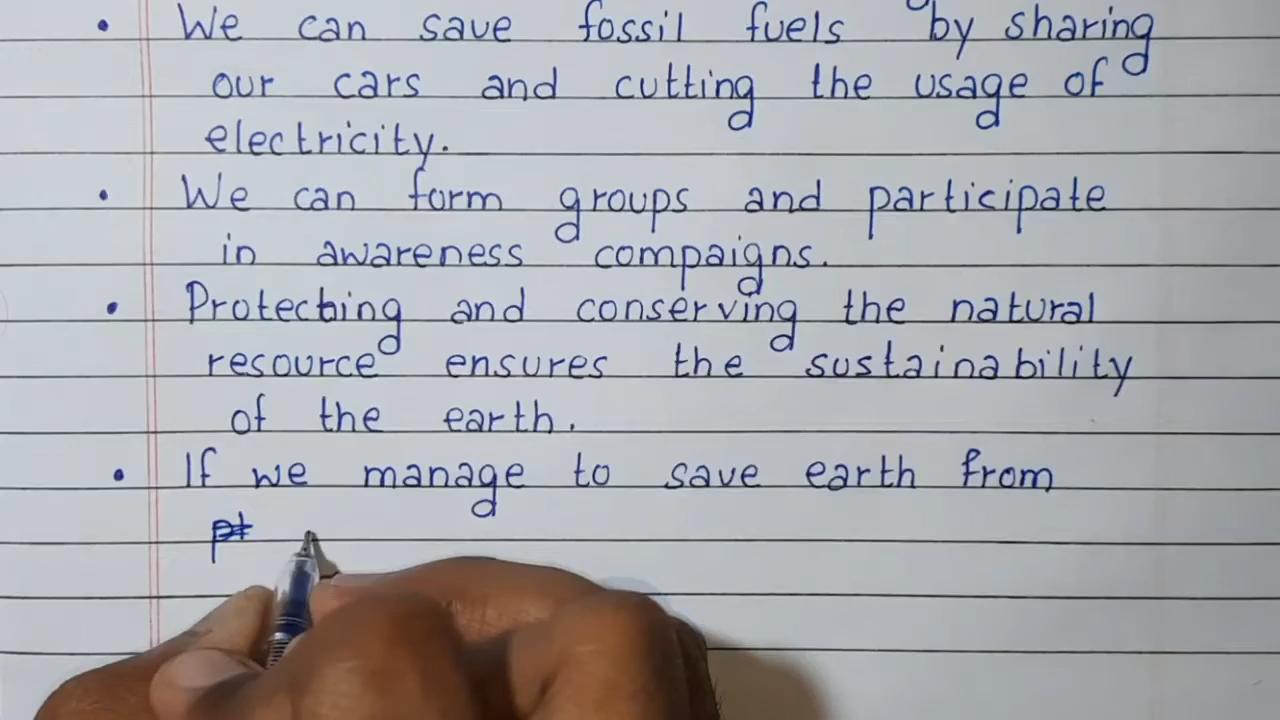 • We can save fossil fuels by sharing
our cars and cutting the usage of
electricity.
• We can form groups and participate
in awareness compaigns.
• Protecting and conserving the natural
resource ensures the sustainability
of the earth.
• If we manage to save earth from